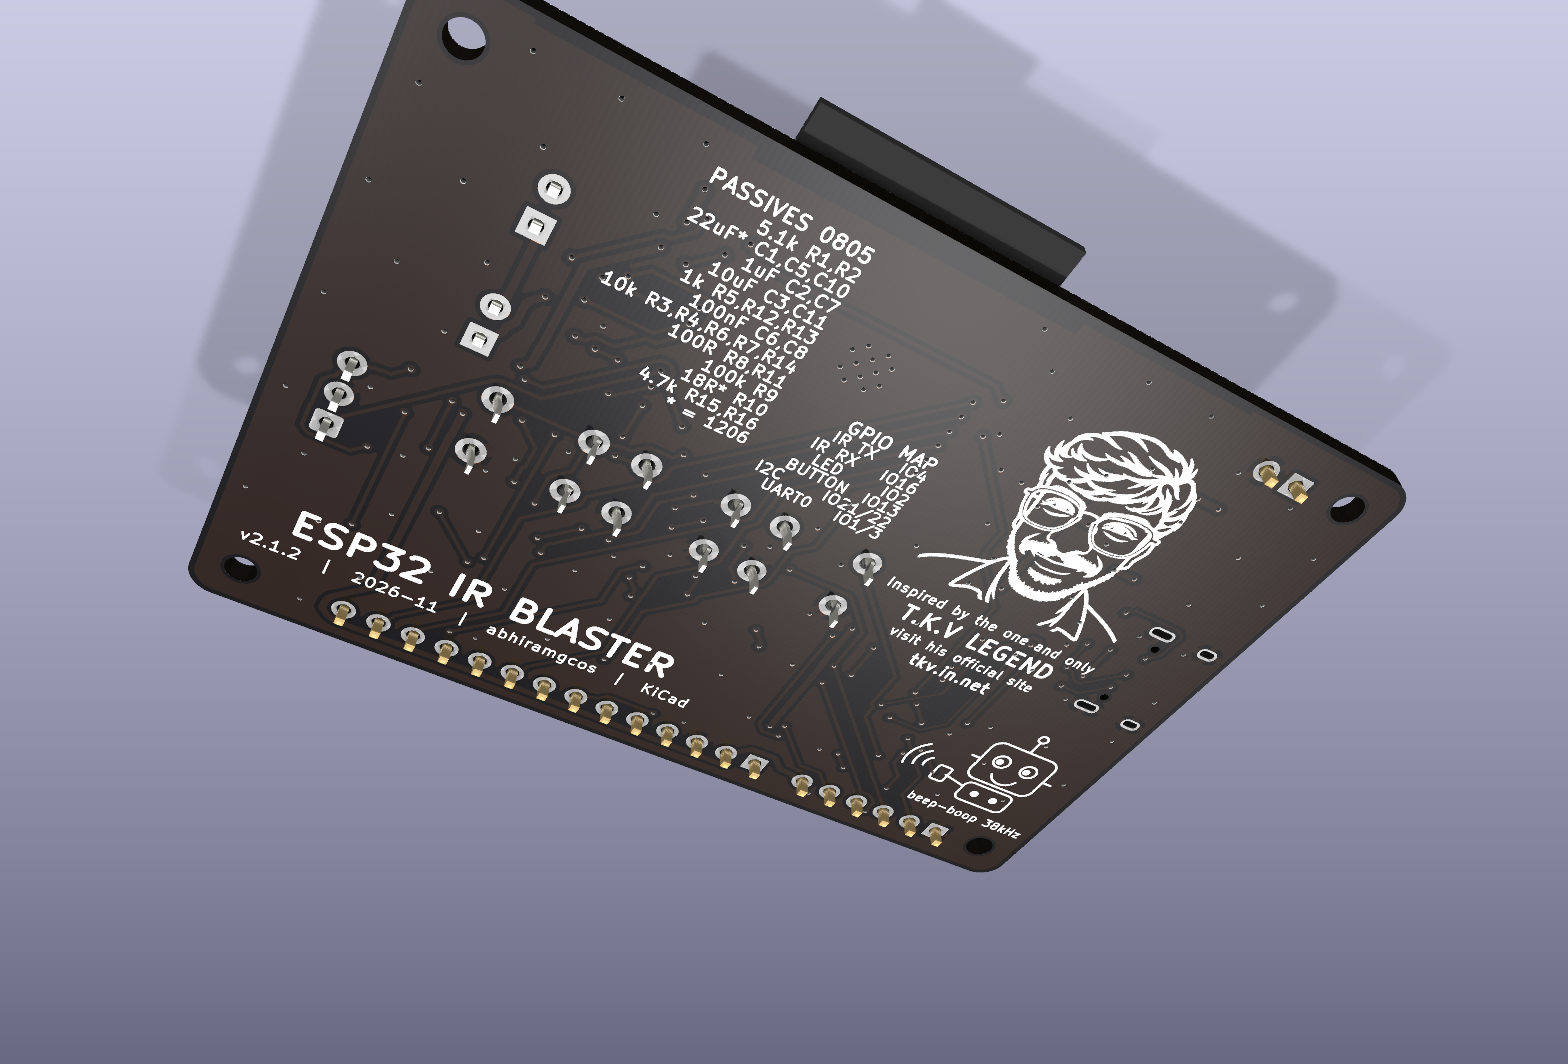 PASSIVES 0805
5.1k R1,R2
22uF* C1,C5,C10
1uF C2,C7
10uF C3,C11
1k R5,R12,R13
100nF C6,C8
10k R3,R4,R6,R7,R14
100R R8,R11
100k R9
18R* R10
4.7k R15,R16
* = 1206
GPIO MAP
IR TX IO4
IR RX IO16
LED IO2
BUTTON IO13
I2C IO21/22
UART0 IO1/3
ESP32 IR BLASTER
v2.1.2 | 2026-11 | abhiramgcos | KiCad
Inspired by the one and only
T.K.V LEGEND
visit his official site
tkv.in.net
beep-boop 38kHz